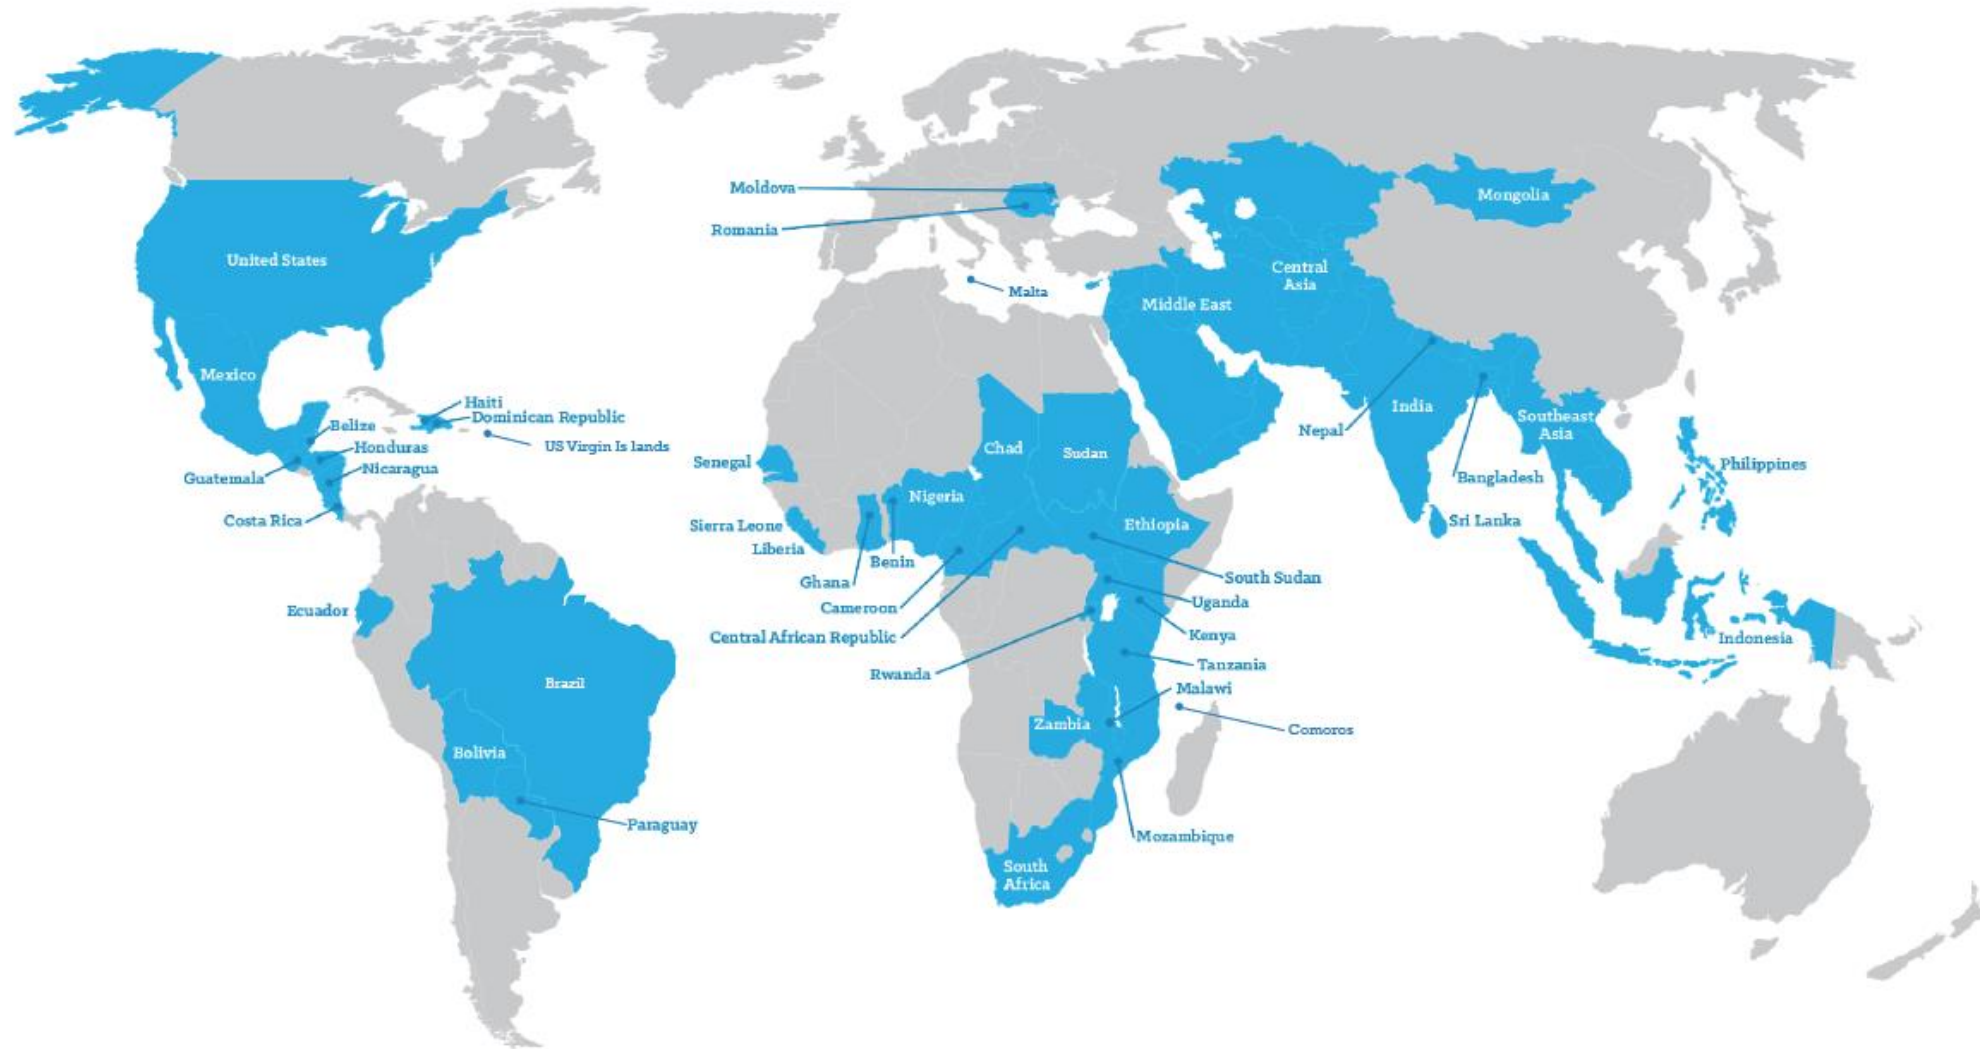 Moldova
Mongolia
Romania
United States
Central
Asia
Malta
Middle East
Mexico
Haiti
Dominican Republic
Belize
US Virgin Is lands
Honduras
Nicaragua
Guatemala
Costa Rica
India
Nepal
Southeast
Asia
Chad
Sudan
Senegal
Philippines
Bangladesh
Nigeria
Sri Lanka
Sierra Leone
Ethiopia
Liberia
Benin
Ghana
South Sudan
Cameroon
Uganda
Ecuador
Central African Republic
Kenya
Indonesia
Tanzania
Rwanda
Brazil
Malawi
Zambia
Comoros
Bolivia
Paraguay
Mozambique
South
Africa